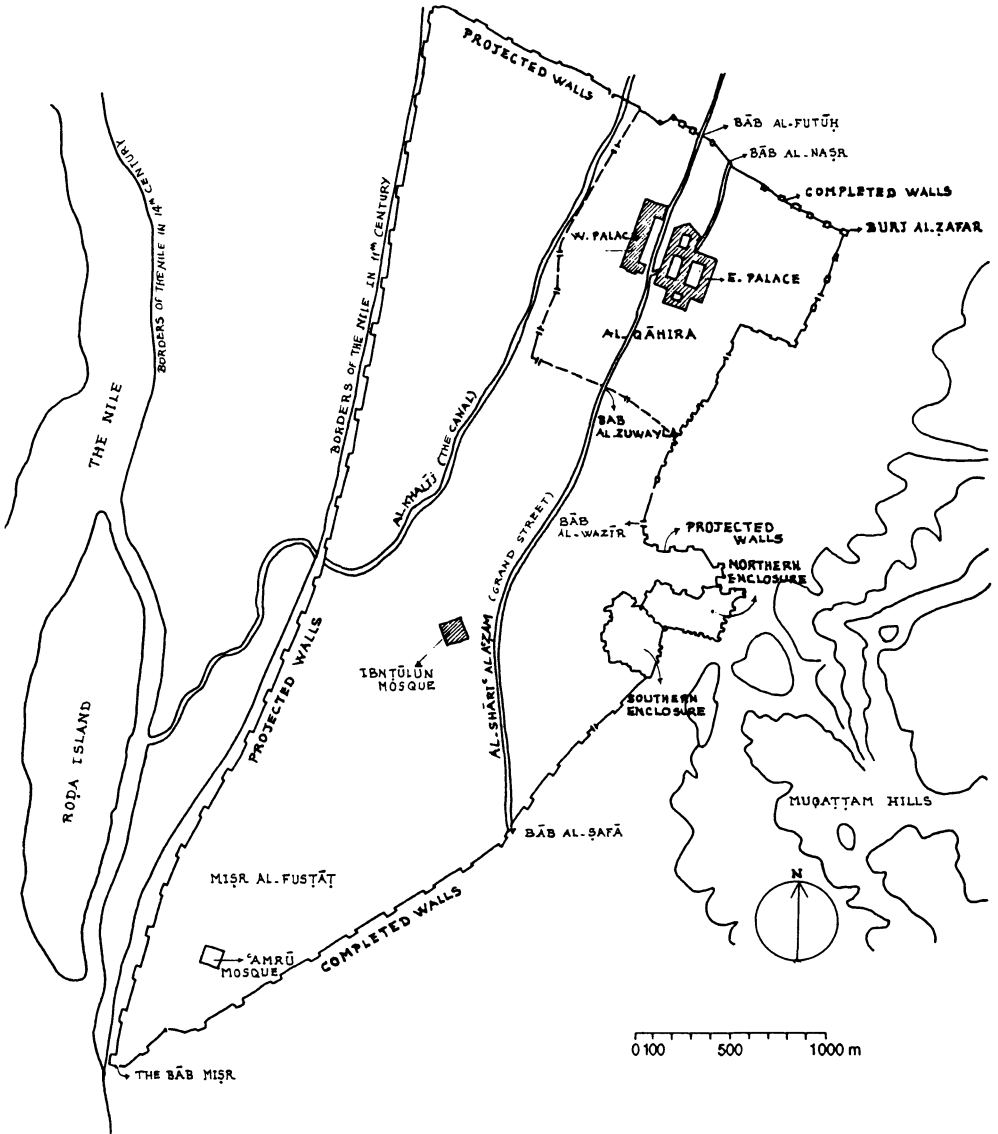 PROJECTED WALLS
BĀB AL-FUTŪḤ
BĀB AL-NAṢR
COMPLETED WALLS
BURJ AL-ẒAFAR
W. PALACE
E. PALACE
AL-QĀHIRA
BORDERS OF THE NILE IN 14TH CENTURY
BORDERS OF THE NILE IN 11TH CENTURY
THE NILE
AL-KHALĪJ (THE CANAL)
BAB
AL-ZUWAYLA
BĀB
AL-WAZĪR
PROJECTED
WALLS
NORTHERN
ENCLOSURE
AL-SHĀRIʿ AL-AʿẒAM (GRAND STREET)
IBN ṬŪLŪN
MOSQUE
SOUTHERN
ENCLOSURE
PROJECTED WALLS
RODA ISLAND
MUQAṬṬAM HILLS
BĀB AL-ṢAFĀ
MIṢR AL-FUSṬĀṬ
COMPLETED WALLS
N
ʿAMRŪ
MOSQUE
0 100 500 1000 m
THE BĀB MIṢR